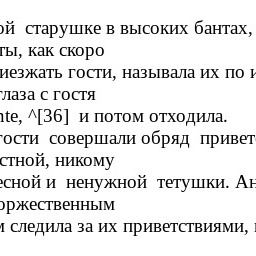 ой  старушке в высоких бантах,
ты, как скоро
иезжать гости, называла их по и
глаза с гостя
nte, ^[36]  и потом отходила.
гости  совершали обряд  привет
стной, никому
есной и  ненужной  тетушки. Ан
оржественным
м следила за их приветствиями,